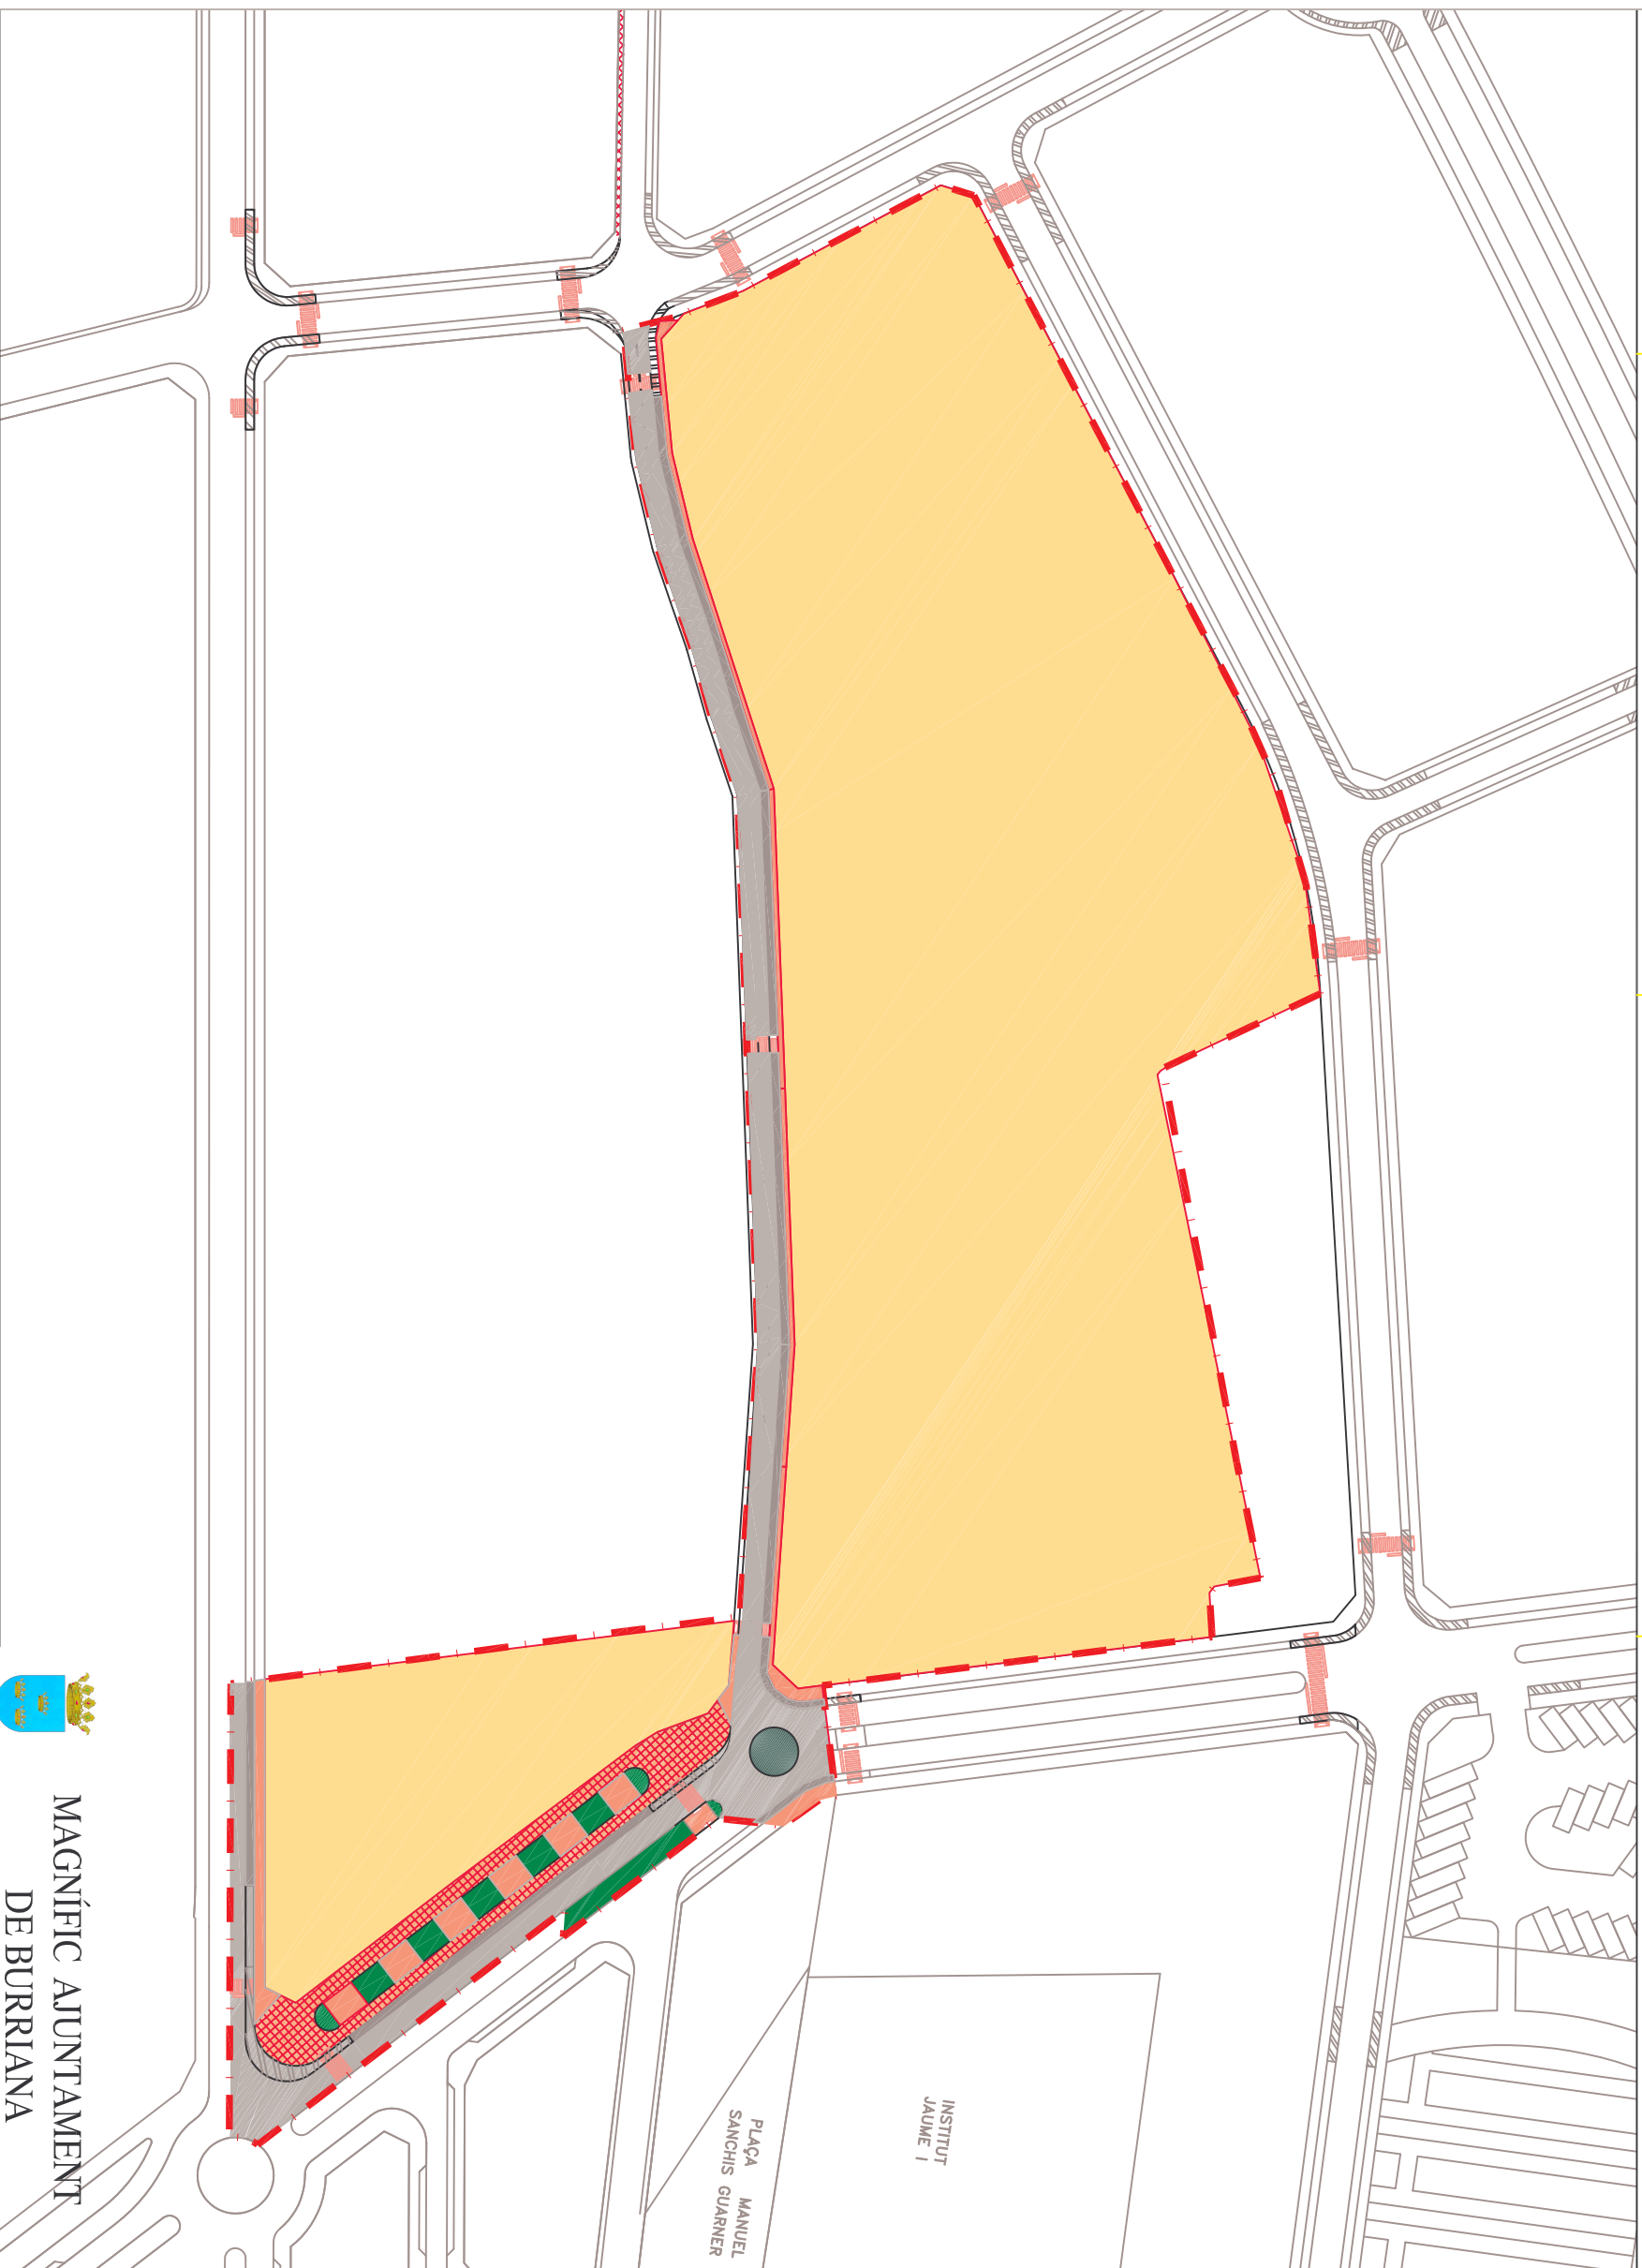 INSTITUT
JAUME I
PLAÇA MANUEL
SANCHIS GUARNER
MAGNÍFIC AJUNTAMENT
DE BURRIANA